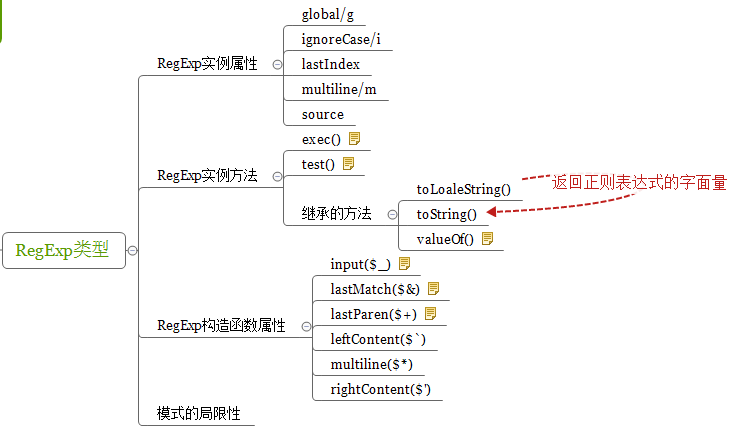 RegExp类型
RegExp实例属性
global/g
ignoreCase/i
lastIndex
multiline/m
source
RegExp实例方法
exec()
test()
继承的方法
toLoaleString()
toString()
valueOf()
返回正则表达式的字面量
RegExp构造函数属性
input($_)
lastMatch($&)
lastParen($+)
leftContent($`)
multiline($*)
rightContent($')
模式的局限性